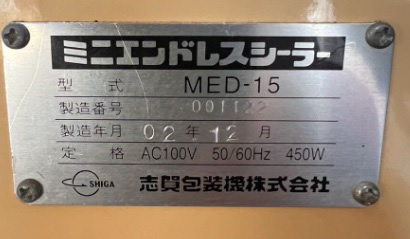 ミニエンドレスシーラー
型式 MED-15
製造番号 001122
製造年月 02年12月
定格 AC100V 50/60Hz 450W
SHIGA 志賀包装機株式会社